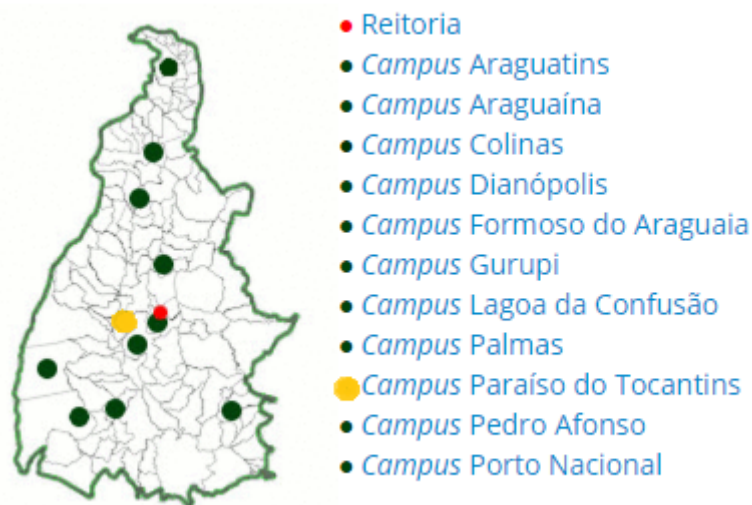 Reitoria
Campus Araguatins
Campus Araguaína
Campus Colinas
Campus Dianópolis
Campus Formoso do Araguaia
Campus Gurupi
Campus Lagoa da Confusão
Campus Palmas
Campus Paraíso do Tocantins
Campus Pedro Afonso
Campus Porto Nacional